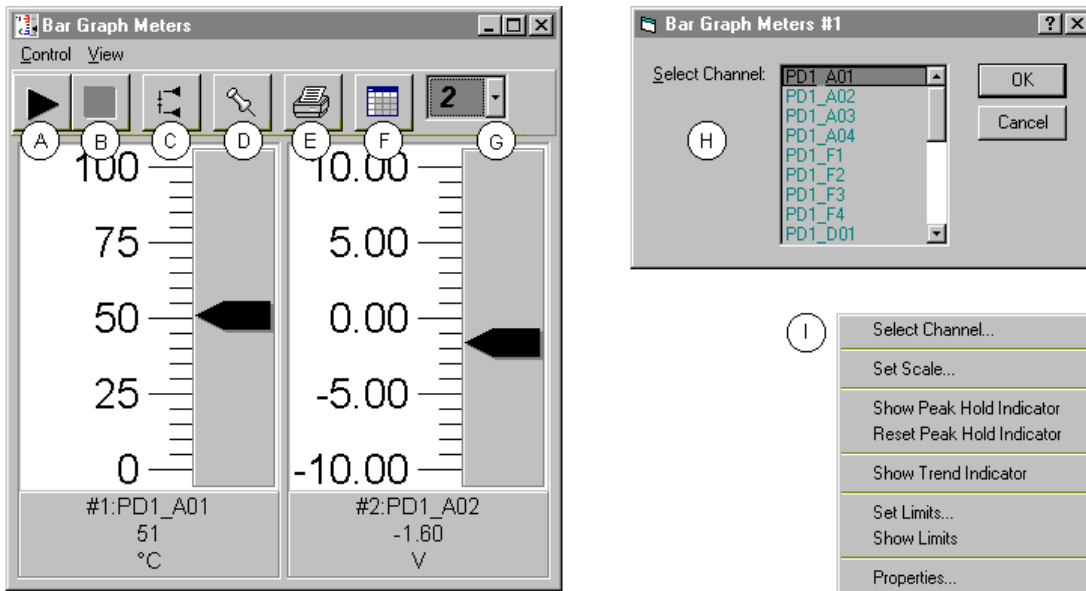 Bar Graph Meters
Control View
2
A B C D E F G
100
75
50
25
0
#1:PD1_A01
51
°C
10.00
5.00
0.00
-5.00
-10.00
#2:PD1_A02
-1.60
V
Bar Graph Meters #1
Select Channel:
PD1_A01
PD1_A02
PD1_A03
PD1_A04
PD1_F1
PD1_F2
PD1_F3
PD1_F4
PD1_D01
OK
Cancel
H
I
Select Channel...
Set Scale...
Show Peak Hold Indicator
Reset Peak Hold Indicator
Show Trend Indicator
Set Limits...
Show Limits
Properties...